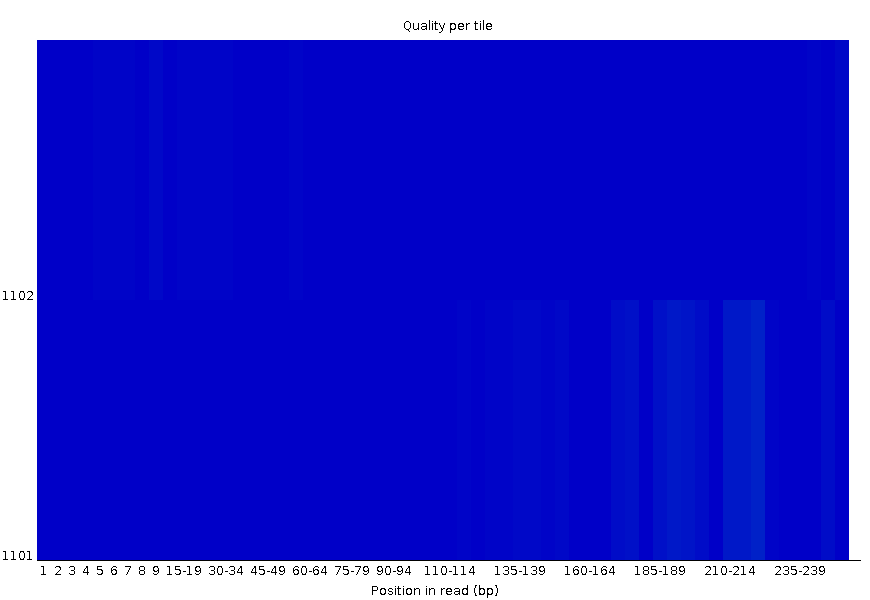 Quality per tile
1102
1101
1 2 3 4 5 6 7 8 9 15-19 30-34 45-49 60-64 75-79 90-94 110-114 135-139 160-164 185-189 210-214 235-239
Position in read (bp)